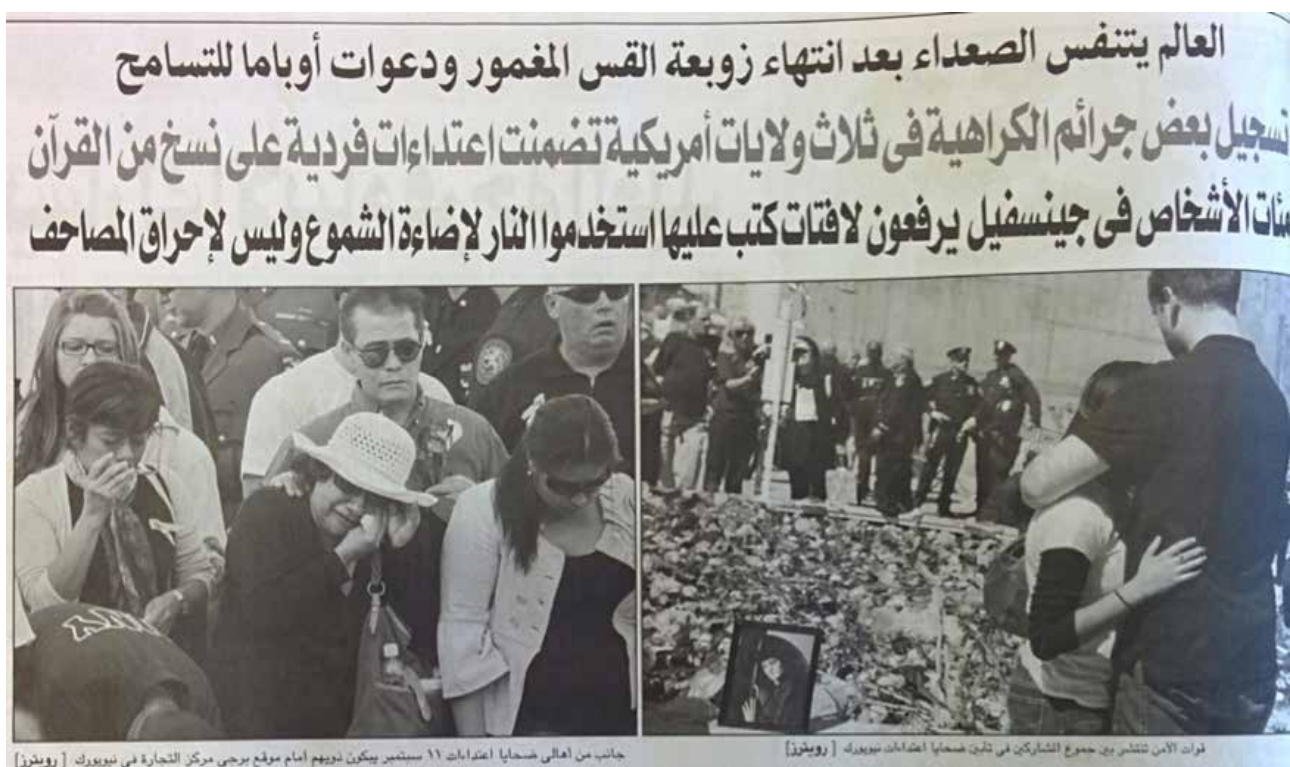 العالم يتنفس الصعداء بعد انتهاء زوبعة القس المغمور ودعوات أوباما للتسامح
تسجيل بعض جرائم الكراهية فى ثلاث ولايات أمريكية تضمنت اعتداءات فردية على نسخ من القرآن
مئات الأشخاص فى جينسفيل يرفعون لافتات كتب عليها استخدموا النار لإضاءة الشموع وليس لإحراق المصاحف
قوات الأمن تنتشر بين جموع المشاركين فى تأبين ضحايا اعتداءات نيويورك [ رويترز ]
جانب من أهالى ضحايا اعتداءات ١١ سبتمبر يبكون ذويهم أمام موقع برجى مركز التجارة فى نيويورك [ رويترز ]